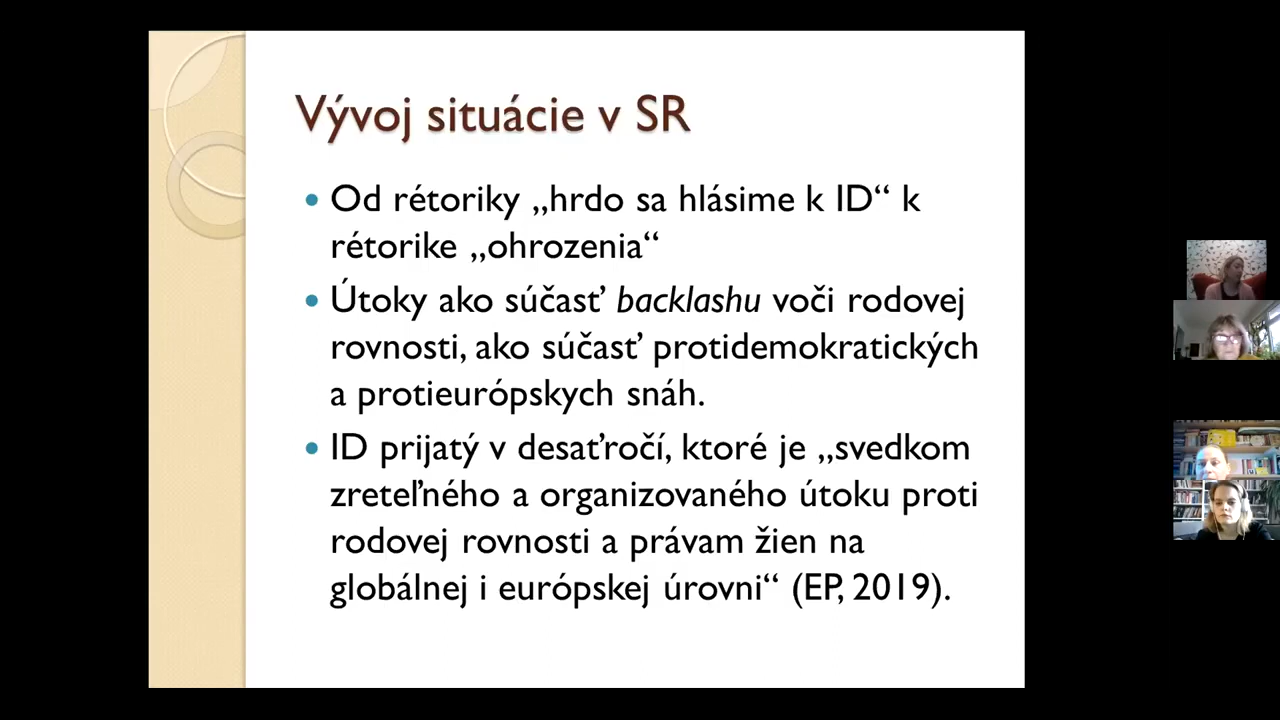 Vývoj situácie v SR
Od rétoriky „hrdo sa hlásime k ID“ k
rétorike „ohrozenia“
Útoky ako súčasť backlashu voči rodovej
rovnosti, ako súčasť protidemokratických
a protieurópskych snáh.
ID prijatý v desaťročí, ktoré je „svedkom
zreteľného a organizovaného útoku proti
rodovej rovnosti a právam žien na
globálnej i európskej úrovni“ (EP, 2019).